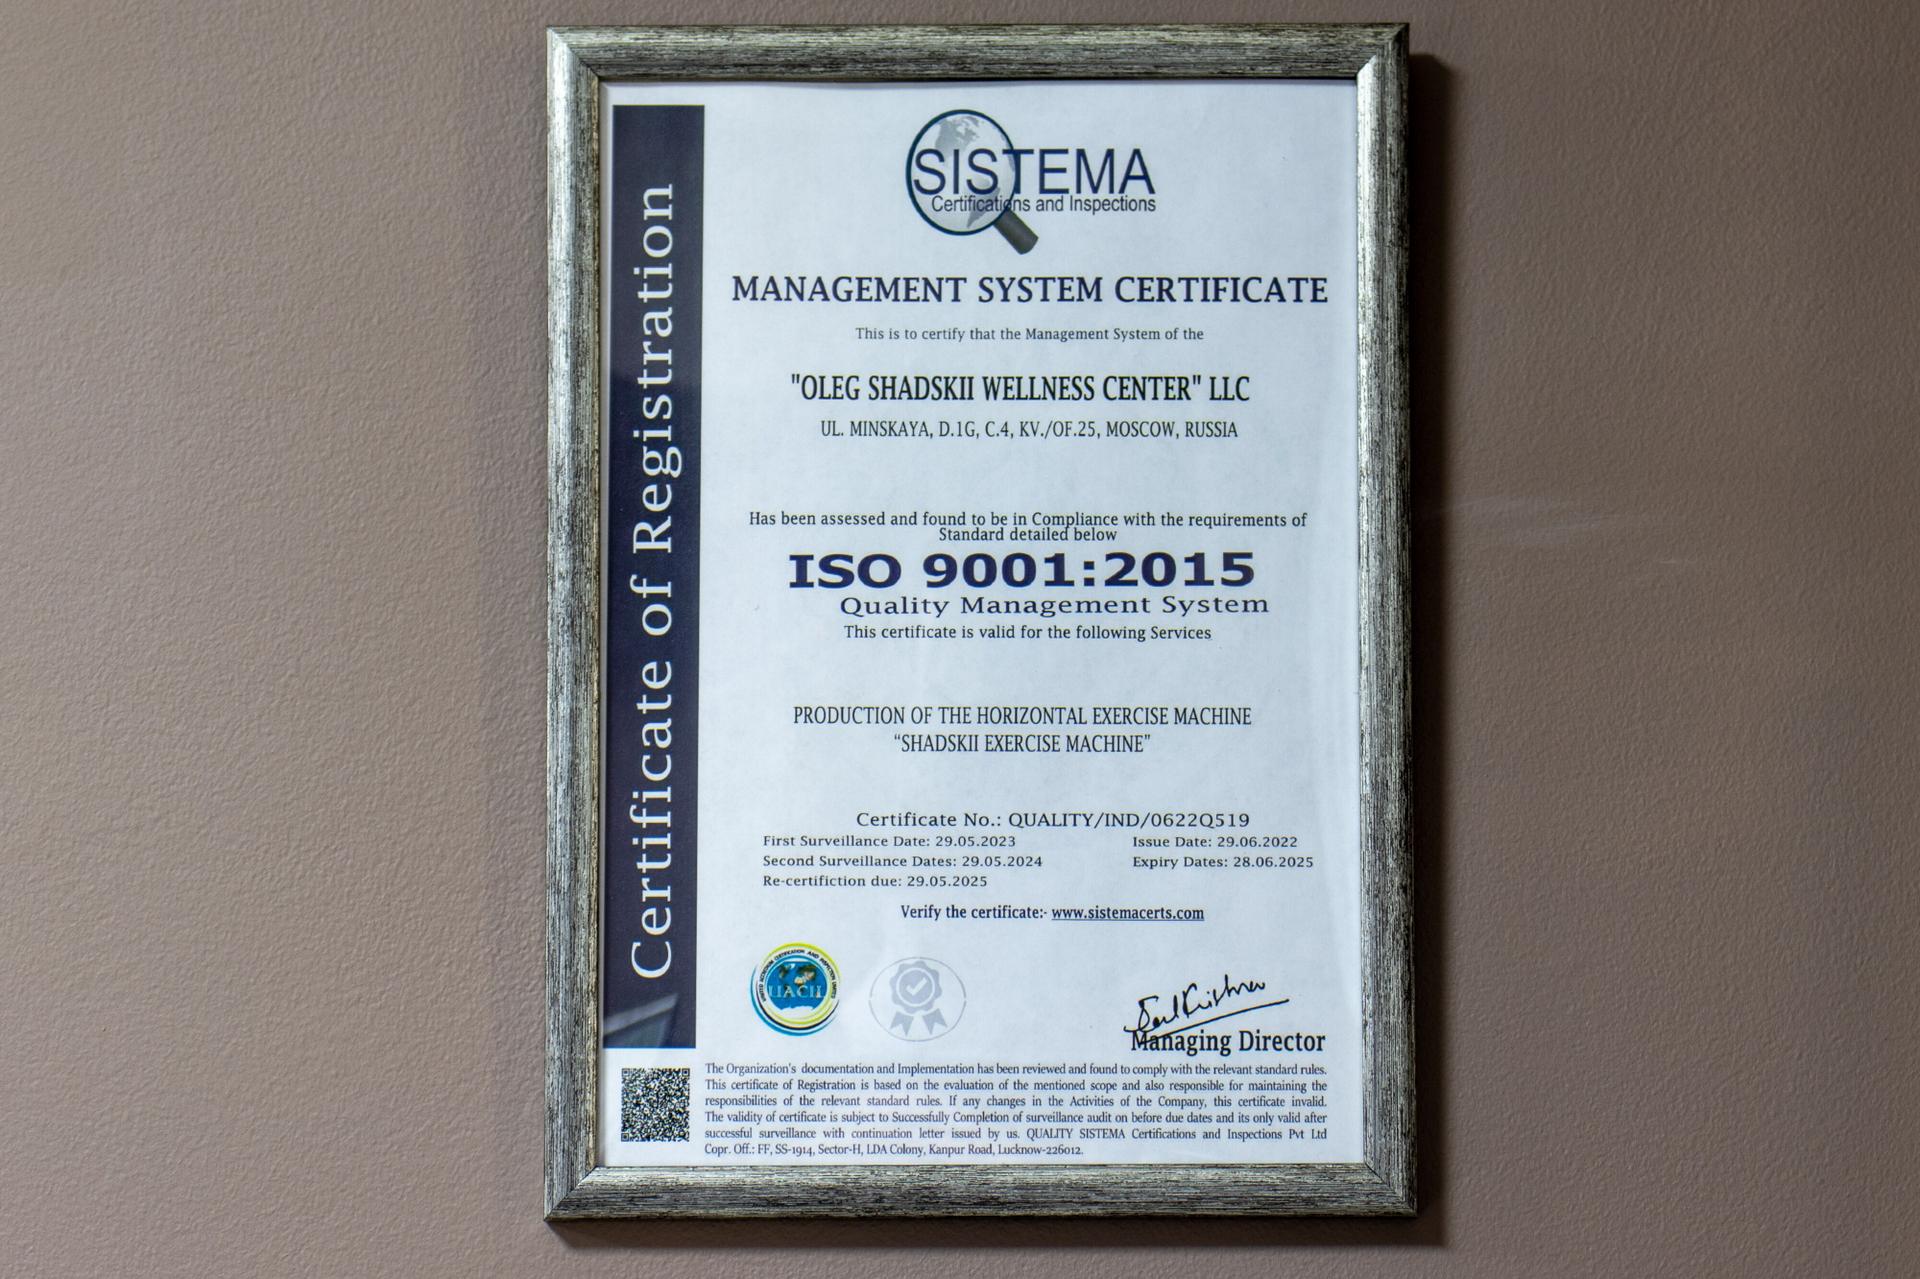 Certificate of Registration
SISTEMA
Certifications and Inspections
MANAGEMENT SYSTEM CERTIFICATE
This is to certify that the Management System of the
"OLEG SHADSKII WELLNESS CENTER" LLC
UL. MINSKAYA, D.1G, C.4, KV./OF.25, MOSCOW, RUSSIA
Has been assessed and found to be in Compliance with the requirements of
Standard detailed below
ISO 9001:2015
Quality Management System
This certificate is valid for the following Services
PRODUCTION OF THE HORIZONTAL EXERCISE MACHINE
“SHADSKII EXERCISE MACHINE”
Certificate No.: QUALITY/IND/0622Q519
First Surveillance Date: 29.05.2023 Issue Date: 29.06.2022
Second Surveillance Dates: 29.05.2024 Expiry Dates: 28.06.2025
Re-certifiction due: 29.05.2025
Verify the certificate:- www.sistemacerts.com
UACII
Managing Director
The Organization's documentation and Implementation has been reviewed and found to comply with the relevant standard rules.
This certificate of Registration is based on the evaluation of the mentioned scope and also responsible for maintaining the
responsibilities of the relevant standard rules. If any changes in the Activities of the Company, this certificate invalid.
The validity of certificate is subject to Successfully Completion of surveillance audit on before due dates and its only valid after
successful surveillance with continuation letter issued by us. QUALITY SISTEMA Certifications and Inspections Pvt Ltd
Copr. Off.: FF, SS-1914, Sector-H, LDA Colony, Kanpur Road, Lucknow-226012.